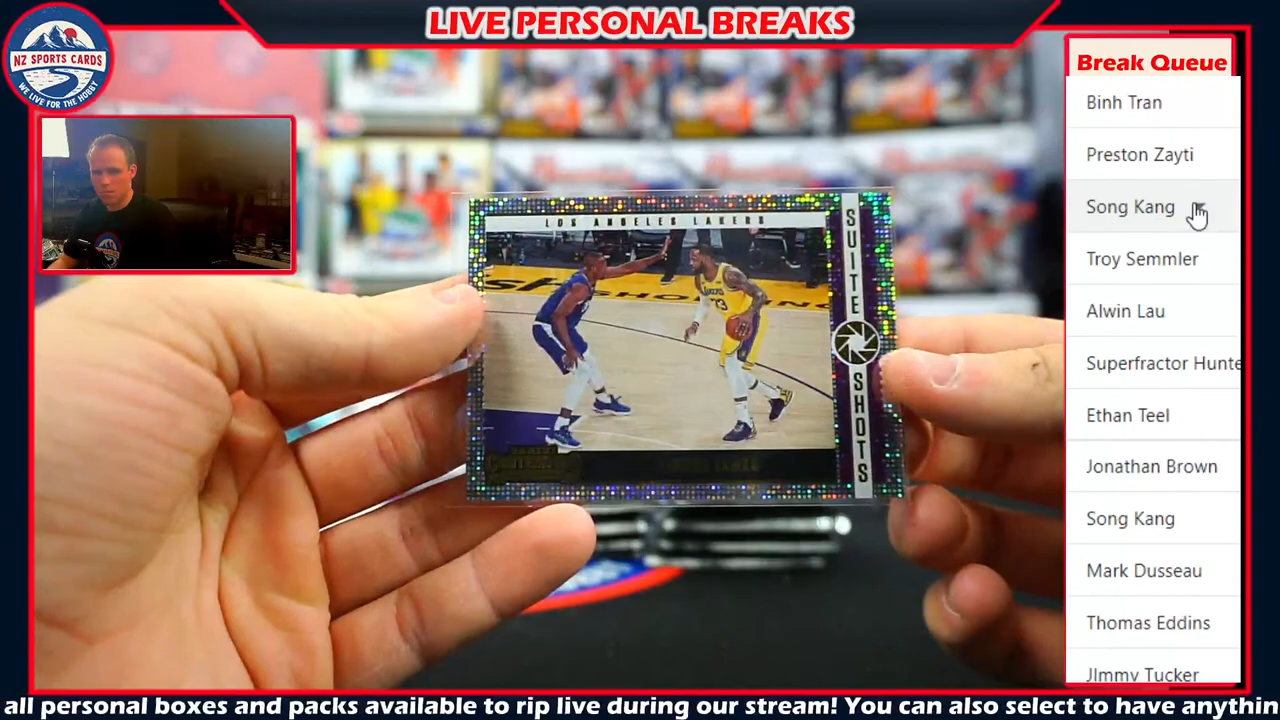 LIVE PERSONAL BREAKS
NZ SPORTS CARDS
WE LIVE FOR THE HOBBY
Break Queue
Binh Tran
Preston Zayti
Song Kang
Troy Semmler
Alwin Lau
Superfractor Hunte
Ethan Teel
Jonathan Brown
Song Kang
Mark Dusseau
Thomas Eddins
JImmy Tucker
LOS ANGELES LAKERS
SUITE SHOTS
LAKERS
23
all personal boxes and packs available to rip live during our stream! You can also select to have anythin